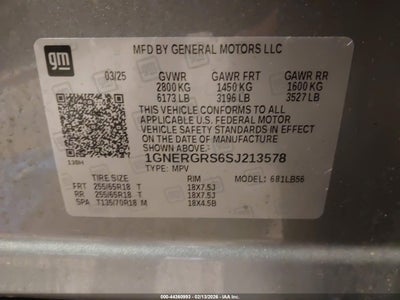 gm
MFD BY GENERAL MOTORS LLC
03/25 GVWR GAWR FRT GAWR RR
2800 KG 1450 KG 1600 KG
6173 LB 3196 LB 3527 LB
THIS VEHICLE CONFORMS TO ALL
APPLICABLE U.S. FEDERAL MOTOR
VEHICLE SAFETY STANDARDS IN EFFECT
ON THE DATE OF MANUFACTURE
SHOWN ABOVE.
1GNERGRS6SJ213578
TYPE: MPV
MODEL: 681LB56
TIRE SIZE RIM
FRT 255/65R18 T 18X7.5J
RR 255/65R18 T 18X7.5J
SPA T135/70R18 M 18X4.5B
000-44360993 - 02/13/2026 - IAA Inc.